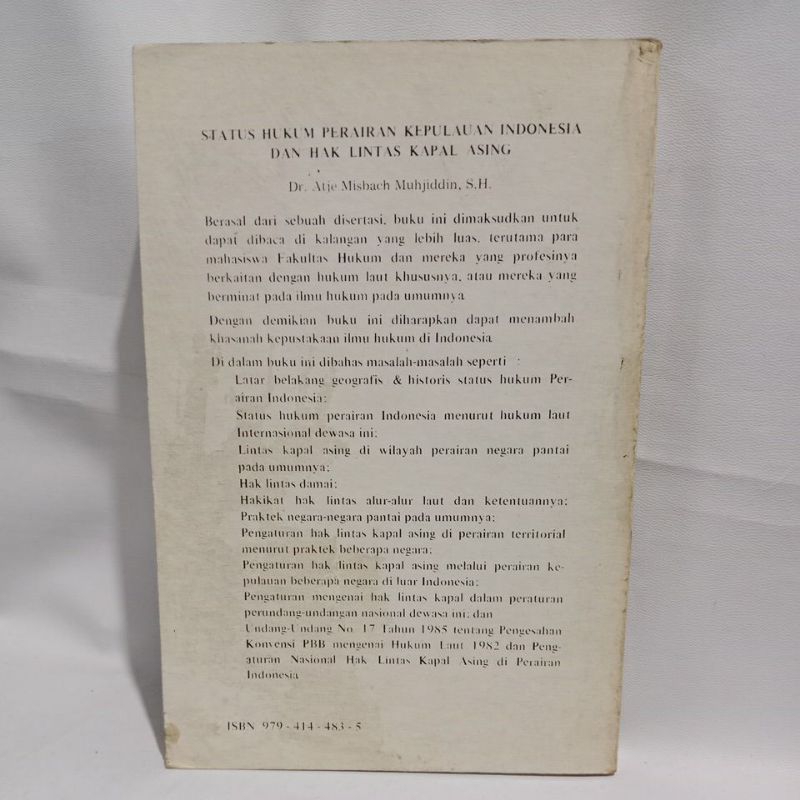 STATUS HUKUM PERAIRAN KEPULAUAN INDONESIA
DAN HAK LINTAS KAPAL ASING
Dr. Atje Misbach Muhjiddin, S.H.
Berasal dari sebuah disertasi, buku ini dimaksudkan untuk
dapat dibaca di kalangan yang lebih luas, terutama para
mahasiswa Fakultas Hukum dan mereka yang profesinya
berkaitan dengan hukum laut khususnya, atau mereka yang
berminat pada ilmu hukum pada umumnya.
Dengan demikian buku ini diharapkan dapat menambah
khasanah kepustakaan ilmu hukum di Indonesia.
Di dalam buku ini dibahas masalah-masalah seperti :
Latar belakang geografis & historis status hukum Per-
airan Indonesia;
Status hukum perairan Indonesia menurut hukum laut
Internasional dewasa ini;
Lintas kapal asing di wilayah perairan negara pantai
pada umumnya;
Hak lintas damai;
Hakikat hak lintas alur-alur laut dan ketentuannya;
Praktek negara-negara pantai pada umumnya;
Pengaturan hak lintas kapal asing di perairan territorial
menurut praktek beberapa negara;
Pengaturan hak lintas kapal asing melalui perairan ke-
pulauan beberapa negara di luar Indonesia;
Pengaturan mengenai hak lintas kapal dalam peraturan
perundang-undangan nasional dewasa ini; dan
Undang-Undang No. 17 Tahun 1985 tentang Pengesahan
Konvensi PBB mengenai Hukum Laut 1982 dan Peng-
aturan Nasional Hak Lintas Kapal Asing di Perairan
Indonesia
ISBN 979 - 414 - 483 - 5